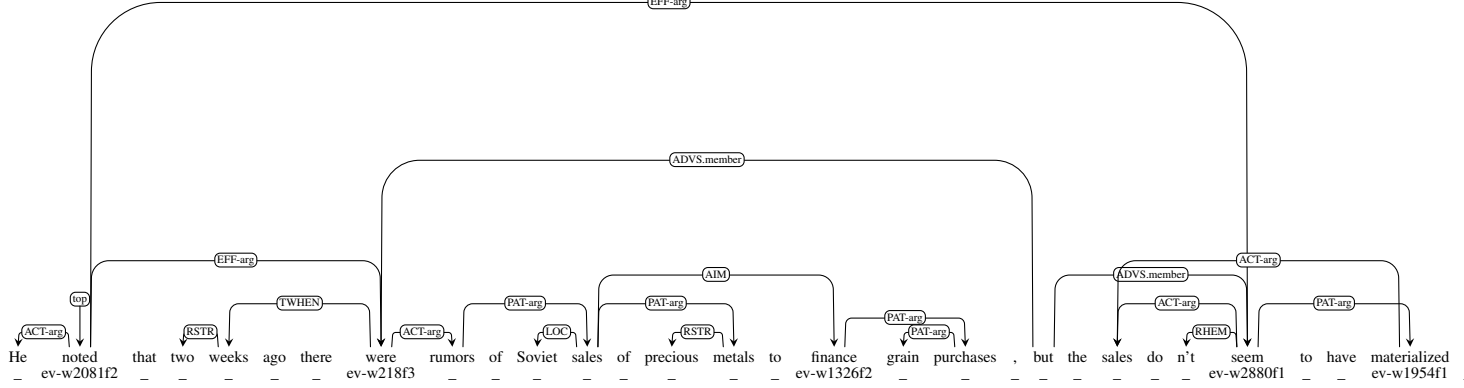 EFF-arg
ADVS.member
EFF-arg ACT-arg
AIM ADVS.member
top TWHEN PAT-arg PAT-arg ACT-arg PAT-arg
PAT-arg
ACT-arg RSTR ACT-arg LOC RSTR PAT-arg RHEM
He noted that two weeks ago there were rumors of Soviet sales of precious metals to finance grain purchases , but the sales do n't seem to have materialized
_ ev-w2081f2 _ _ _ _ _ ev-w218f3 _ _ _ _ _ _ _ _ ev-w1326f2 _ _ _ _ _ _ _ _ ev-w2880f1 _ _ ev-w1954f1